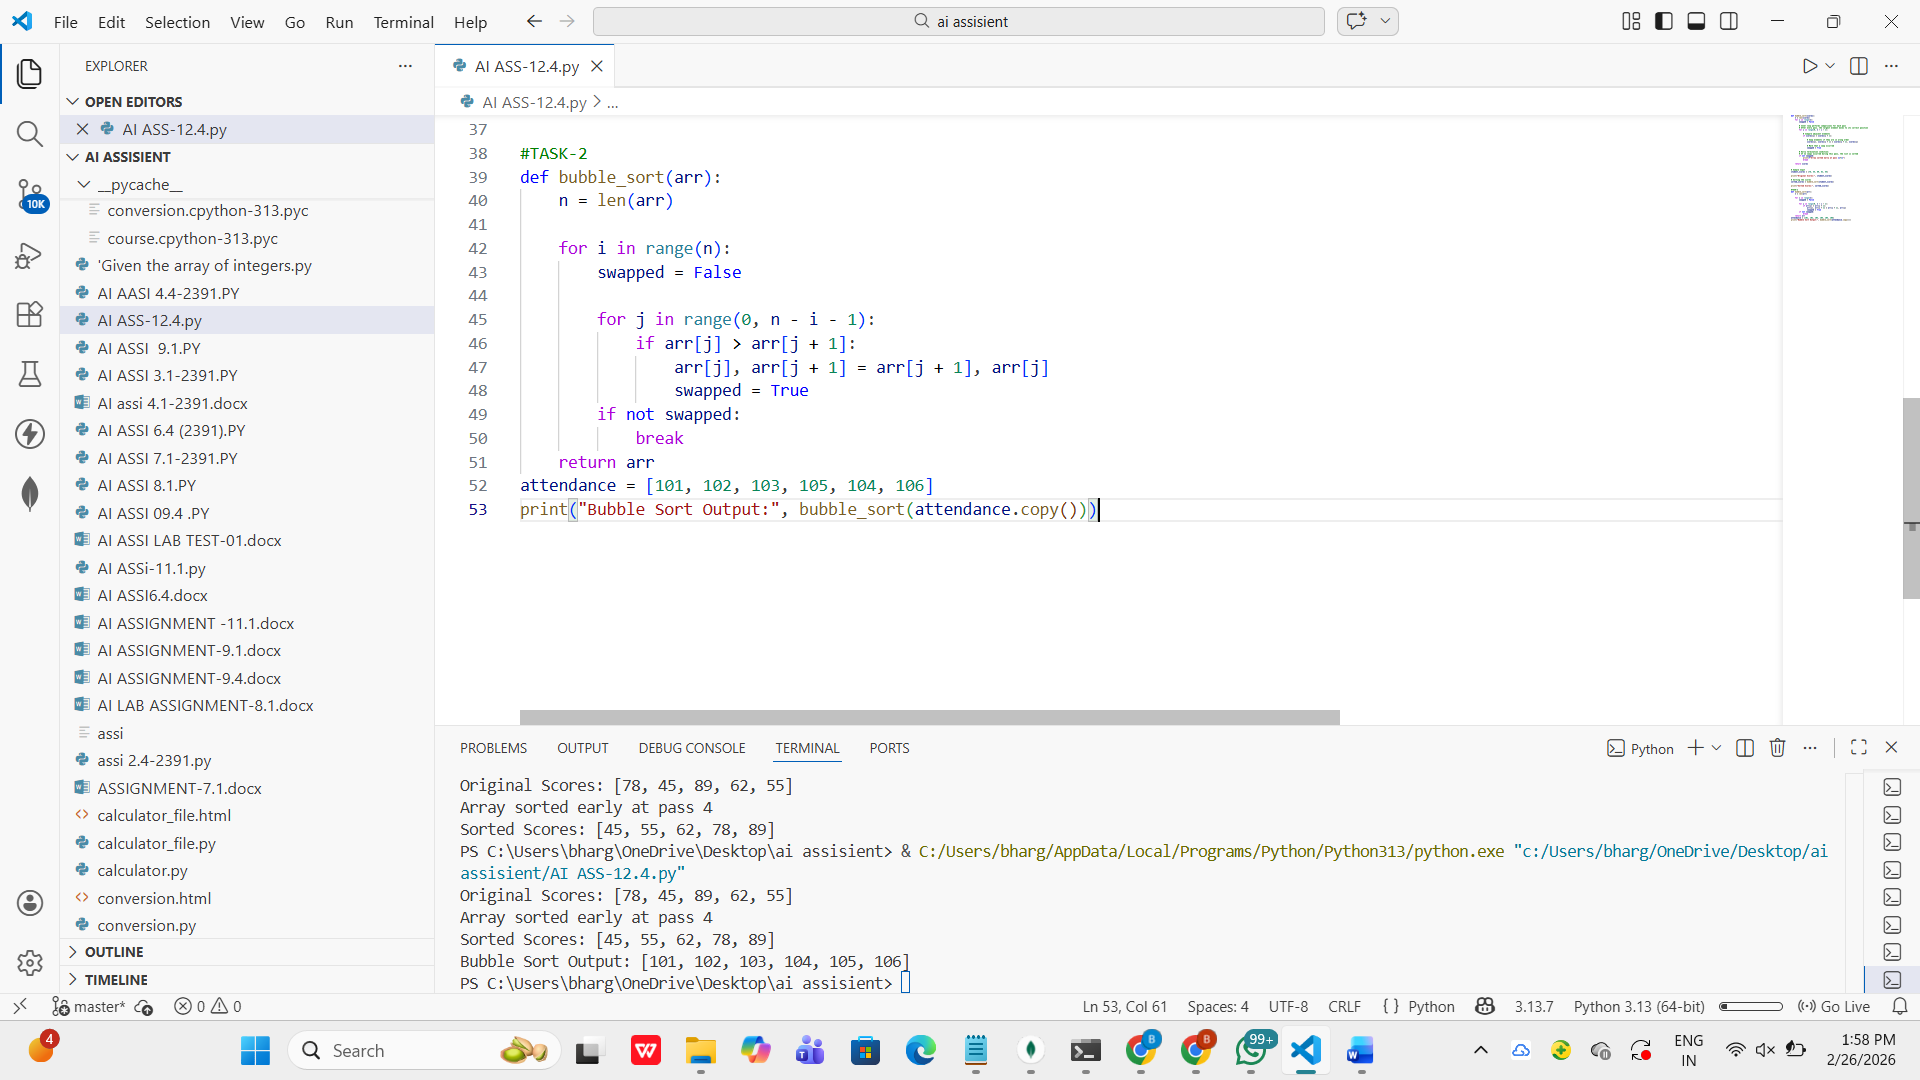 File Edit Selection View Go Run Terminal Help
ai assisient
EXPLORER
OPEN EDITORS
AI ASS-12.4.py
AI ASSISIENT
__pycache__
conversion.cpython-313.pyc
course.cpython-313.pyc
'Given the array of integers.py
AI AASI 4.4-2391.PY
AI ASS-12.4.py
AI ASSI 9.1.PY
AI ASSI 3.1-2391.PY
AI assi 4.1-2391.docx
AI ASSI 6.4 (2391).PY
AI ASSI 7.1-2391.PY
AI ASSI 8.1.PY
AI ASSI 09.4 .PY
AI ASSI LAB TEST-01.docx
AI ASSi-11.1.py
AI ASSI6.4.docx
AI ASSIGNMENT -11.1.docx
AI ASSIGNMENT-9.1.docx
AI ASSIGNMENT-9.4.docx
AI LAB ASSIGNMENT-8.1.docx
assi
assi 2.4-2391.py
ASSIGNMENT-7.1.docx
calculator_file.html
calculator_file.py
calculator.py
conversion.html
conversion.py
OUTLINE
TIMELINE
10K
AI ASS-12.4.py
AI ASS-12.4.py > ...
37
38 #TASK-2
39 def bubble_sort(arr):
40     n = len(arr)
41
42     for i in range(n):
43         swapped = False
44
45         for j in range(0, n - i - 1):
46             if arr[j] > arr[j + 1]:
47                 arr[j], arr[j + 1] = arr[j + 1], arr[j]
48                 swapped = True
49         if not swapped:
50             break
51     return arr
52 attendance = [101, 102, 103, 105, 104, 106]
53 print("Bubble Sort Output:", bubble_sort(attendance.copy()))
PROBLEMS OUTPUT DEBUG CONSOLE TERMINAL PORTS
Python
Original Scores: [78, 45, 89, 62, 55]
Array sorted early at pass 4
Sorted Scores: [45, 55, 62, 78, 89]
PS C:\Users\bharg\OneDrive\Desktop\ai assisient> & C:/Users/bharg/AppData/Local/Programs/Python/Python313/python.exe "c:/Users/bharg/OneDrive/Desktop/ai
assisient/AI ASS-12.4.py"
Original Scores: [78, 45, 89, 62, 55]
Array sorted early at pass 4
Sorted Scores: [45, 55, 62, 78, 89]
Bubble Sort Output: [101, 102, 103, 104, 105, 106]
PS C:\Users\bharg\OneDrive\Desktop\ai assisient>
master* 0 0
Ln 53, Col 61 Spaces: 4 UTF-8 CRLF { } Python 3.13.7 Python 3.13 (64-bit) Go Live
4
Search
99+
ENG
IN
1:58 PM
2/26/2026